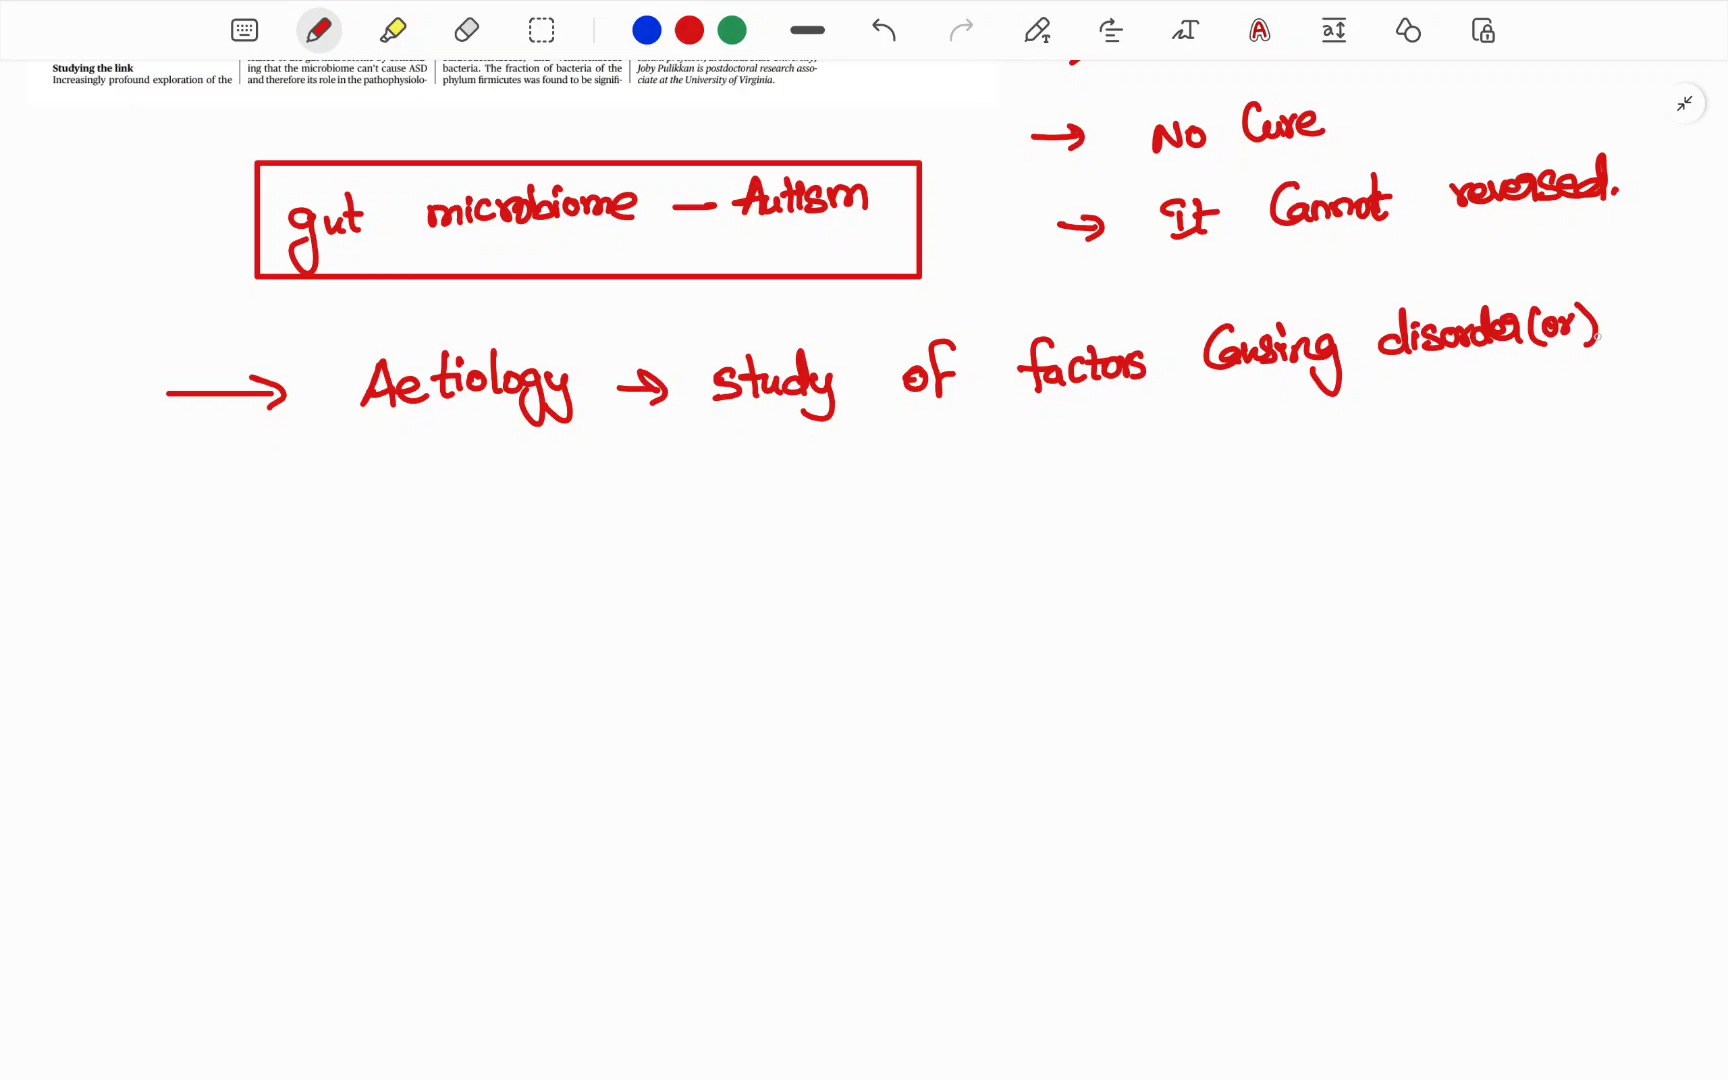 Studying the link
Increasingly profound exploration of the
ing that the microbiome can't cause ASD
and therefore its role in the pathophysiolo-
bacteria. The fraction of bacteria of the
phylum firmicutes was found to be signifi-
Joby Pulikkan is postdoctoral research asso-
ciate at the University of Virginia.
→ No Cure
gut microbiome — Autism
→ It Cannot reversed.
→ Aetiology → study of factors Causing disorder (or)